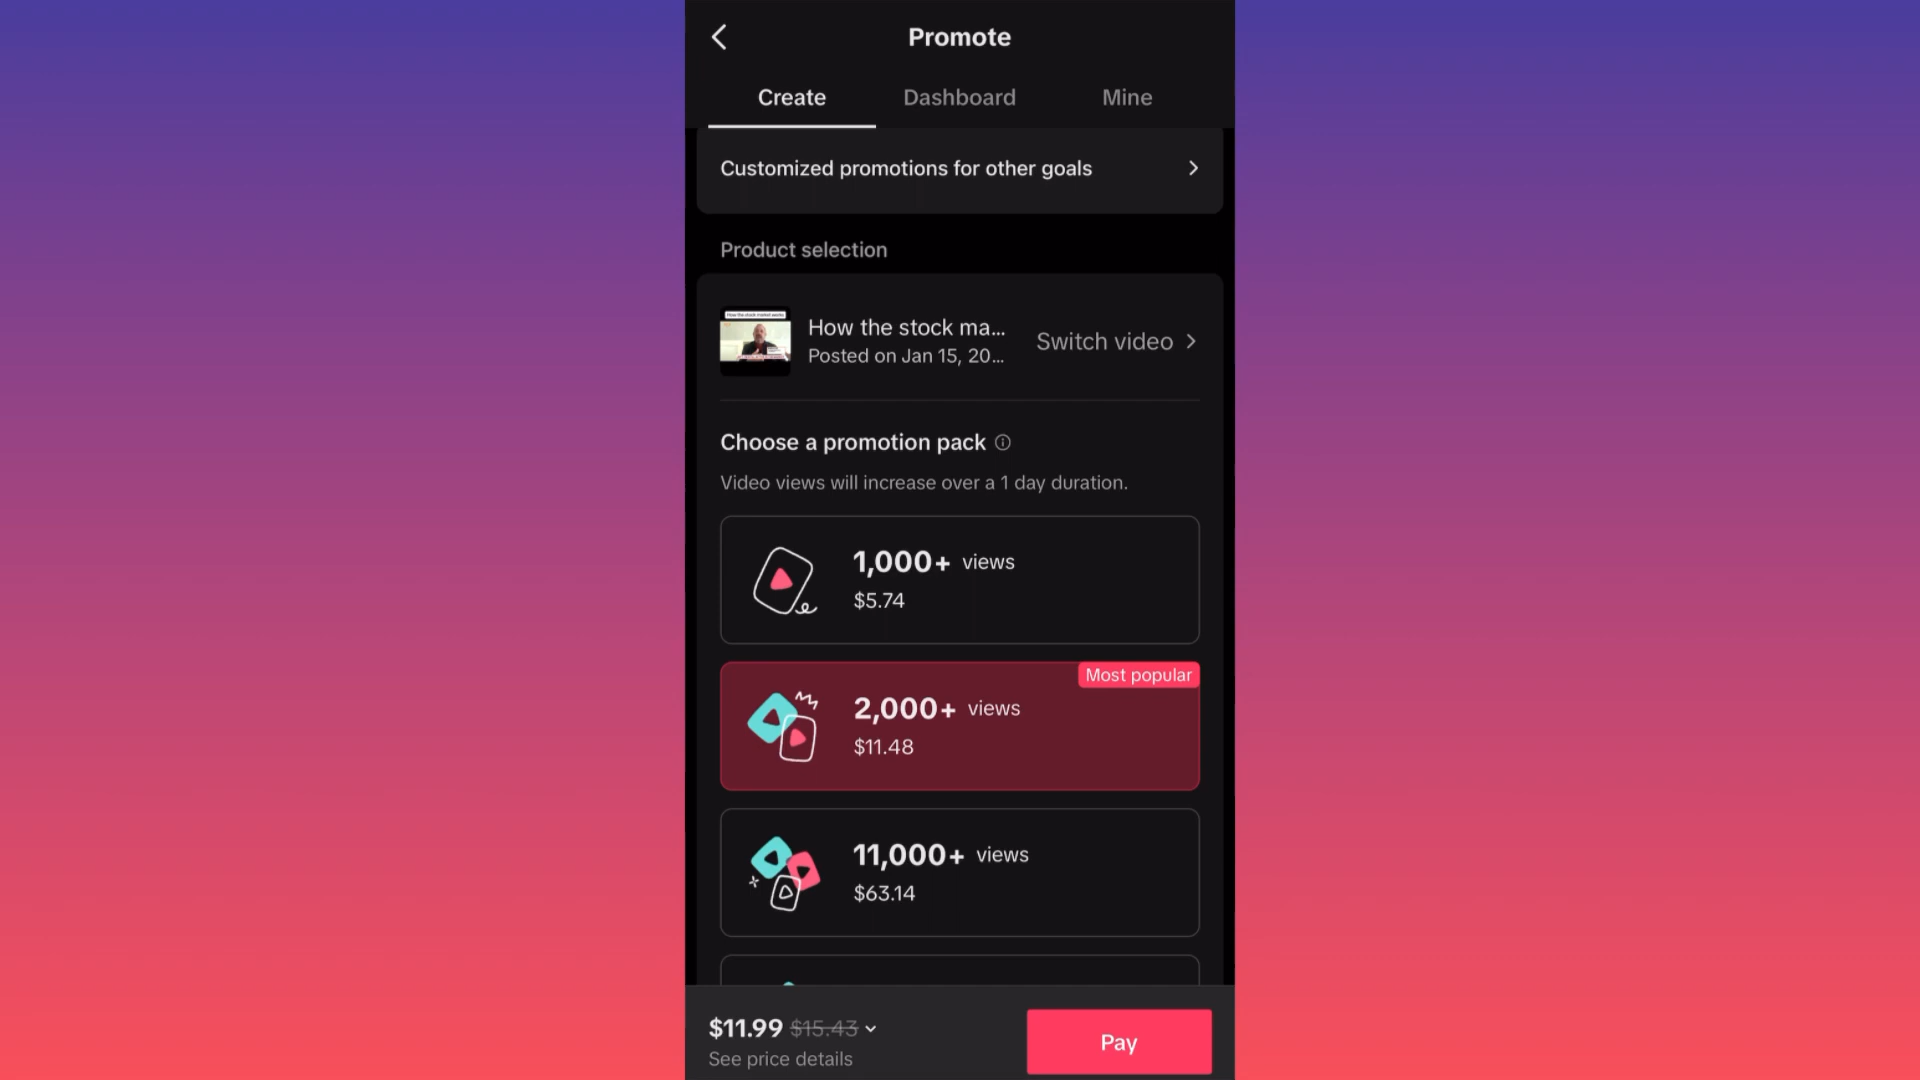 Promote
Create Dashboard Mine
Customized promotions for other goals
Product selection
How the stock ma...
Posted on Jan 15, 20...
Switch video
Choose a promotion pack
Video views will increase over a 1 day duration.
1,000+ views
$5.74
Most popular
2,000+ views
$11.48
11,000+ views
$63.14
$11.99 $15.43
See price details
Pay